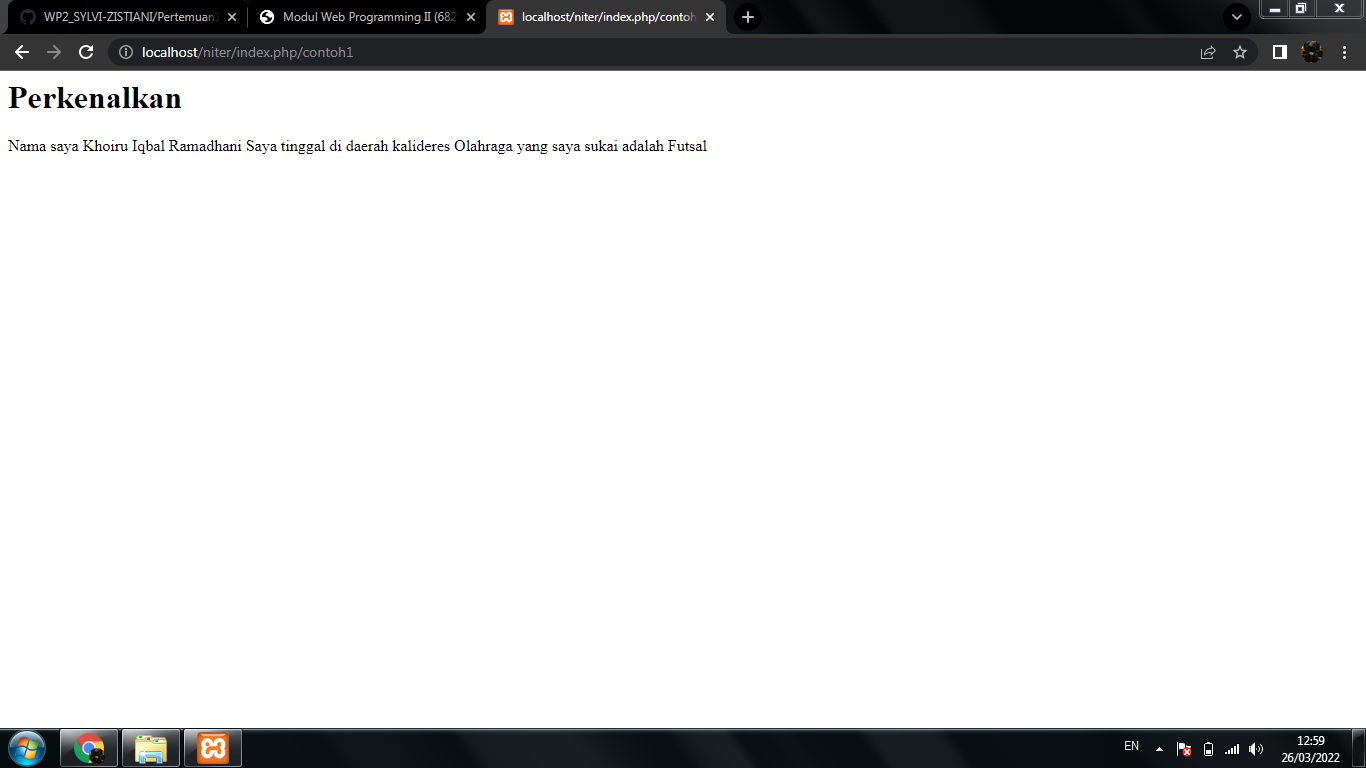 WP2_SYLVI-ZISTIANI/Pertemuan1
Modul Web Programming II (682
localhost/niter/index.php/contoh
localhost/niter/index.php/contoh1
Perkenalkan
Nama saya Khoiru Iqbal Ramadhani Saya tinggal di daerah kalideres Olahraga yang saya sukai adalah Futsal
EN
12:59
26/03/2022